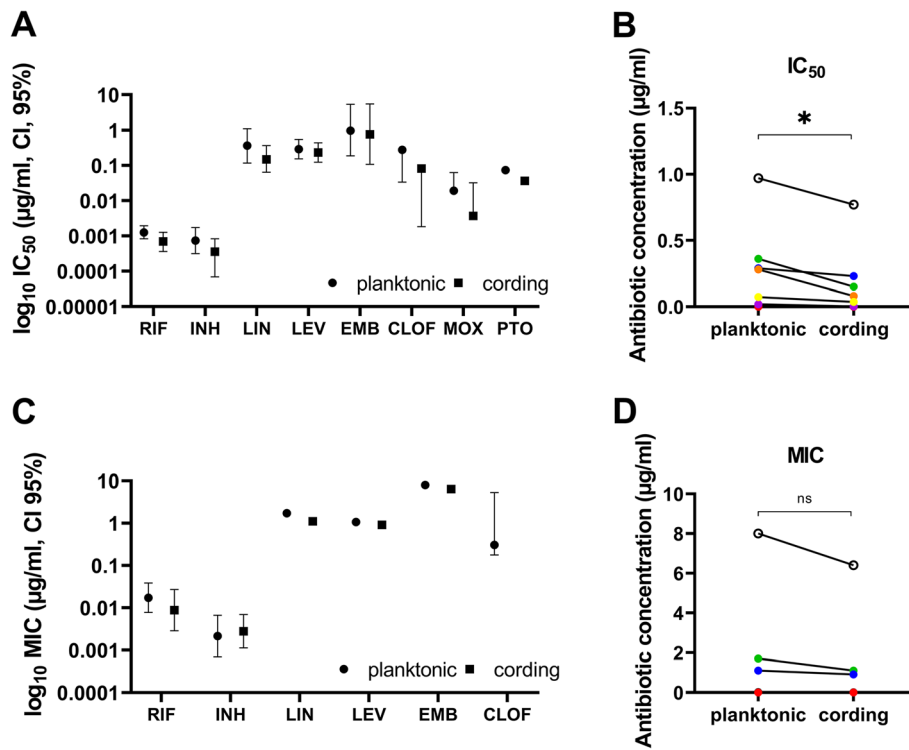 A
log10 IC50 (µg/ml, CI, 95%)
10
1
0.1
0.01
0.001
0.0001
0.00001
planktonic
cording
RIF INH LIN LEV EMB CLOF MOX PTO
B
IC50
Antibiotic concentration (µg/ml)
1.5
*
1.0
0.5
0.0
planktonic cording
C
log10 MIC (µg/ml, CI 95%)
10
1
0.1
0.01
0.001
0.0001
planktonic
cording
RIF INH LIN LEV EMB CLOF
D
MIC
Antibiotic concentration (µg/ml)
10
ns
8
6
4
2
0
planktonic cording